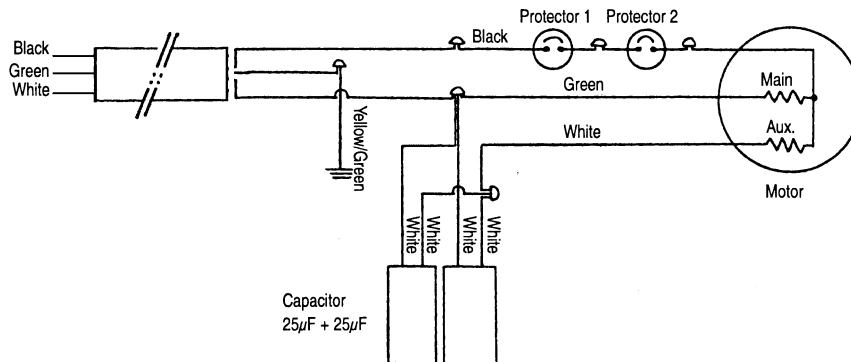 Protector 1 Protector 2
Black
Black
Green
White
Green
Main
Yellow/Green
White
Aux.
Motor
White
White
White
White
Capacitor
25µF + 25µF